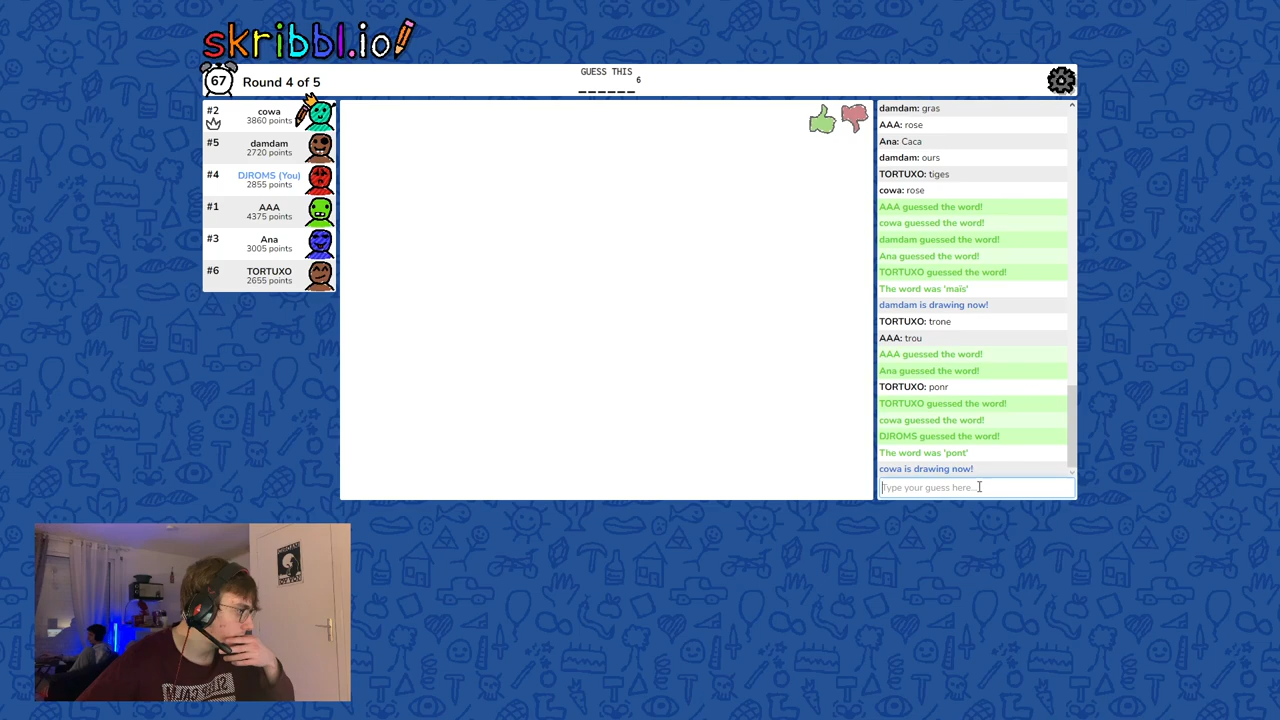 skribbl.io
67
Round 4 of 5
GUESS THIS
6
______
#2
cowa
3860 points
#5
damdam
2720 points
#4
DJROMS (You)
2855 points
#1
AAA
4375 points
#3
Ana
3005 points
#6
TORTUXO
2655 points
damdam: gras
AAA: rose
Ana: Caca
damdam: ours
TORTUXO: tiges
cowa: rose
AAA guessed the word!
cowa guessed the word!
damdam guessed the word!
Ana guessed the word!
TORTUXO guessed the word!
The word was 'maïs'
damdam is drawing now!
TORTUXO: trone
AAA: trou
AAA guessed the word!
Ana guessed the word!
TORTUXO: ponr
TORTUXO guessed the word!
cowa guessed the word!
DJROMS guessed the word!
The word was 'pont'
cowa is drawing now!
Type your guess here...